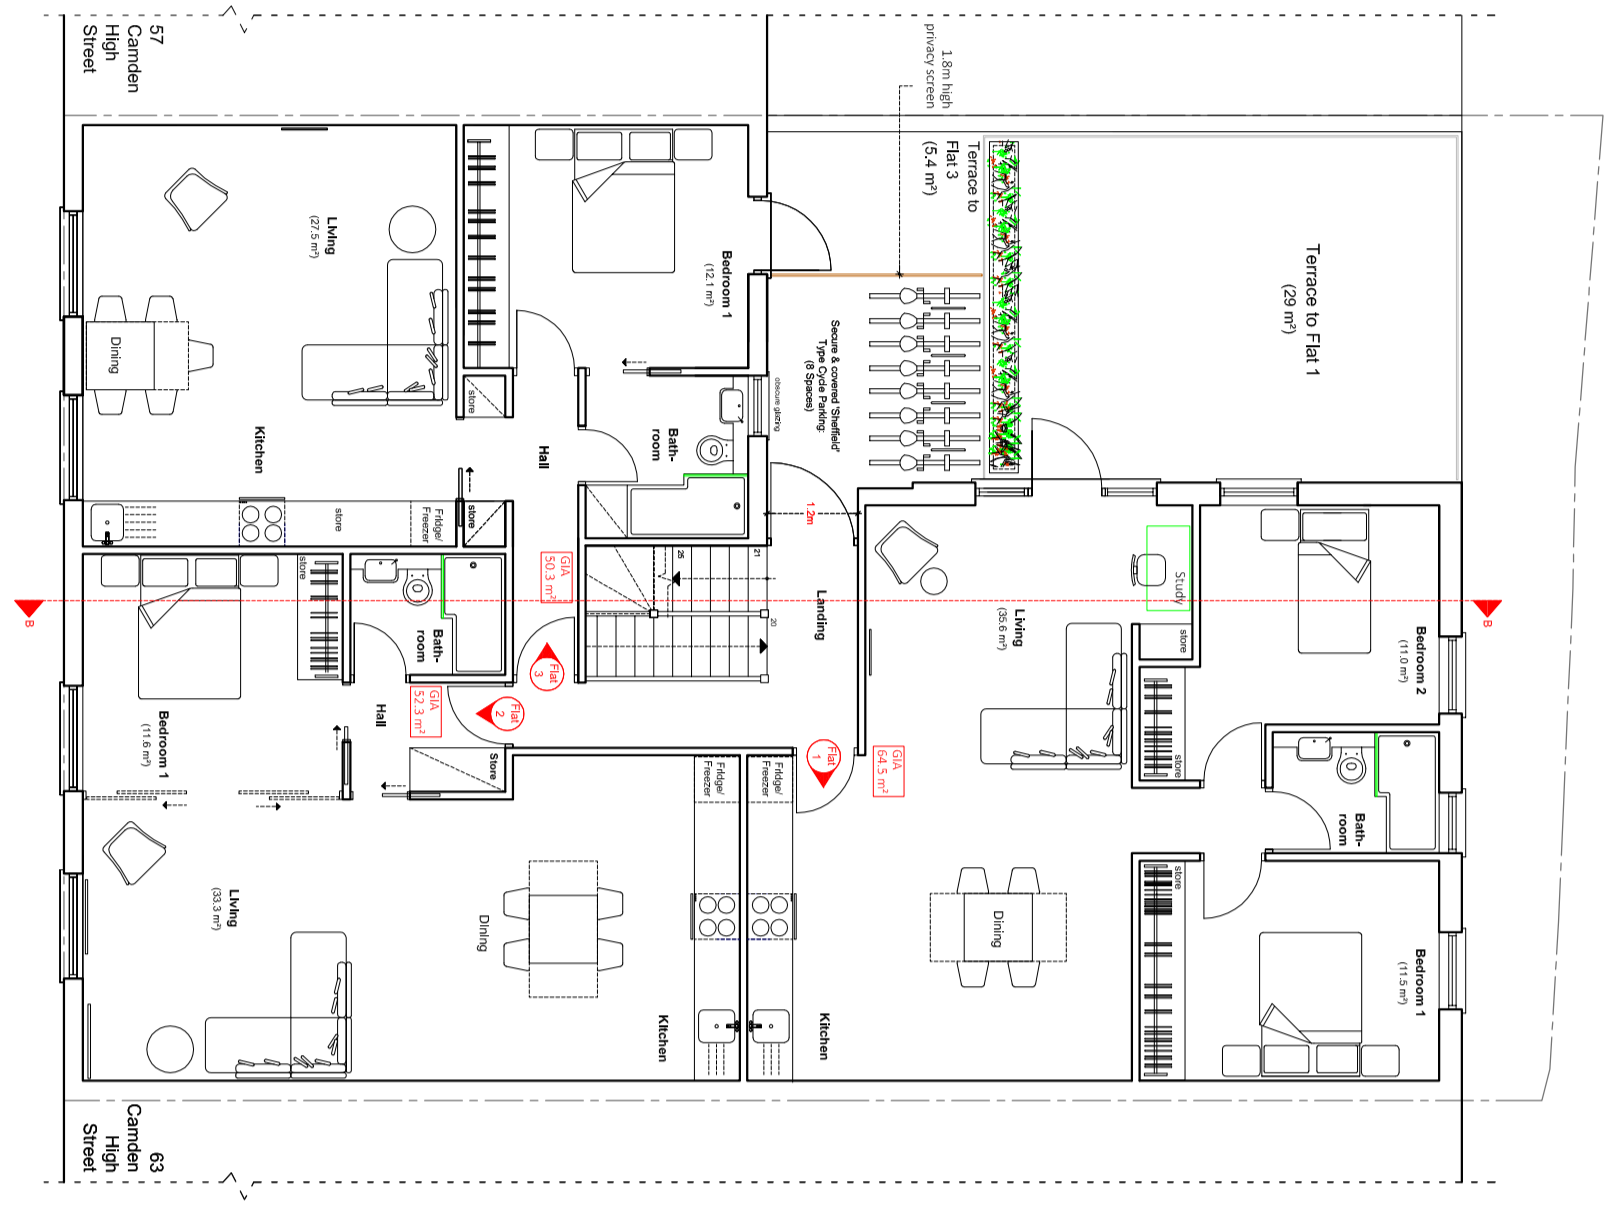 57
Camden
High
Street
1.8m high
privacy screen
Terrace to
Flat 3
(5.4 m²)
Terrace to Flat 1
(29 m²)
Living
(27.5 m²)
Dining
Kitchen
store
Fridge/
Freezer
store
store
Hall
Bedroom 1
(12.1 m²)
Bath-
room
obscure glazing
Secure & covered 'Sheffield'
Type Cycle Parking:
(8 Spaces)
1.2m
GIA
50.3 m²
26
21
20
Landing
Study
store
Living
(35.6 m²)
Bedroom 2
(11.0 m²)
B
B
store
Bath-
room
Flat
3
Flat
2
GIA
52.3 m²
Hall
Bedroom 1
(11.6 m²)
Store
Fridge/
Freezer
Fridge/
Freezer
Flat
1
GIA
64.5 m²
store
Bath-
room
store
Bedroom 1
(11.5 m²)
Living
(33.3 m²)
Dining
Dining
Kitchen
Kitchen
63
Camden
High
Street